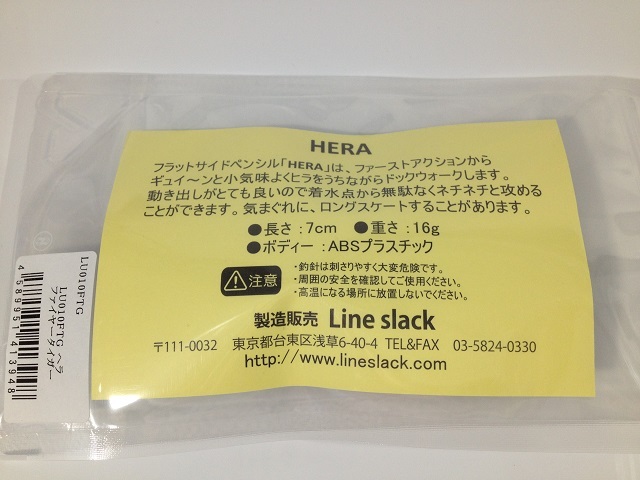 HERA
フラットサイドペンシル「HERA」は、ファーストアクションから
ギュイ〜ンと小気味よくヒラをうちながらドックウォークします。
動き出しがとても良いので着水点から無駄なくネチネチと攻める
ことができます。気まぐれに、ロングスケートすることがあります。
●長さ:7cm ●重さ:16g
●ボディー:ABSプラスチック
注意
・釣針は刺さりやすく大変危険です。
・周囲の安全を確認してご使用ください。
・高温になる場所に放置しないでください。
製造販売 Line slack
〒111-0032 東京都台東区浅草6-40-4 TEL&FAX 03-5824-0330
http://www.lineslack.com
LU010FTG
LU010FTG ヘラ
ファイヤータイガー
4589951413948